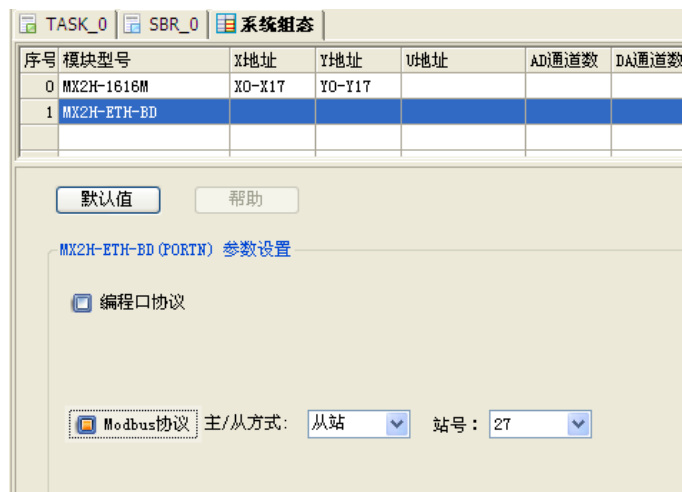 TASK_0 SBR_0 系统组态
序号 模块型号 X地址 Y地址 U地址 AD通道数 DA通道数
0 MX2H-1616M X0-X17 Y0-Y17
1 MX2H-ETH-BD
默认值 帮助
MX2H-ETH-BD(PORTN) 参数设置
编程口协议
Modbus协议 主/从方式: 从站 站号: 27